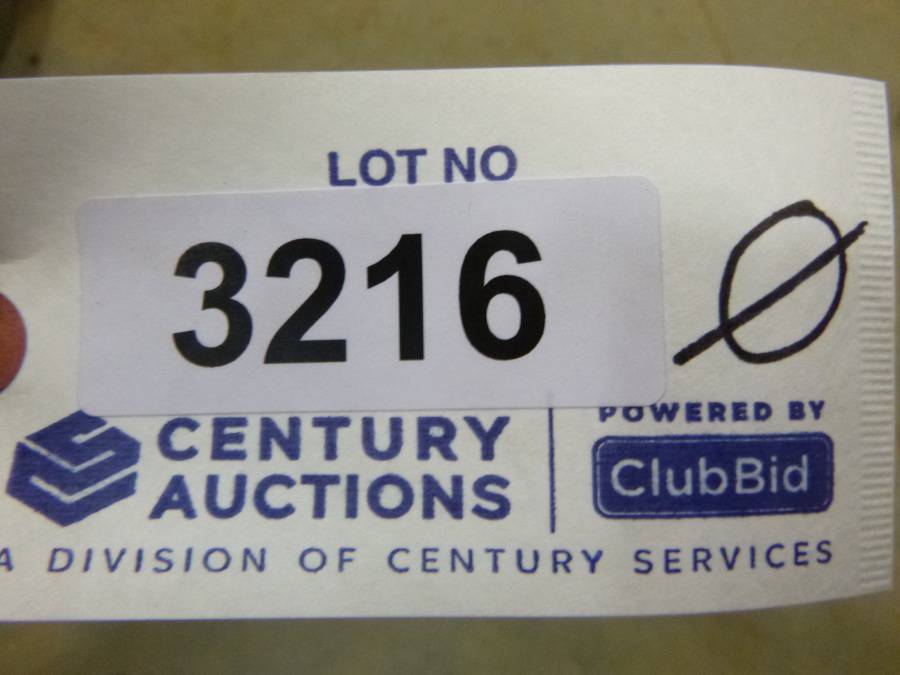 LOT NO
3216 Ø
CENTURY
AUCTIONS
POWERED BY
ClubBid
A DIVISION OF CENTURY SERVICES